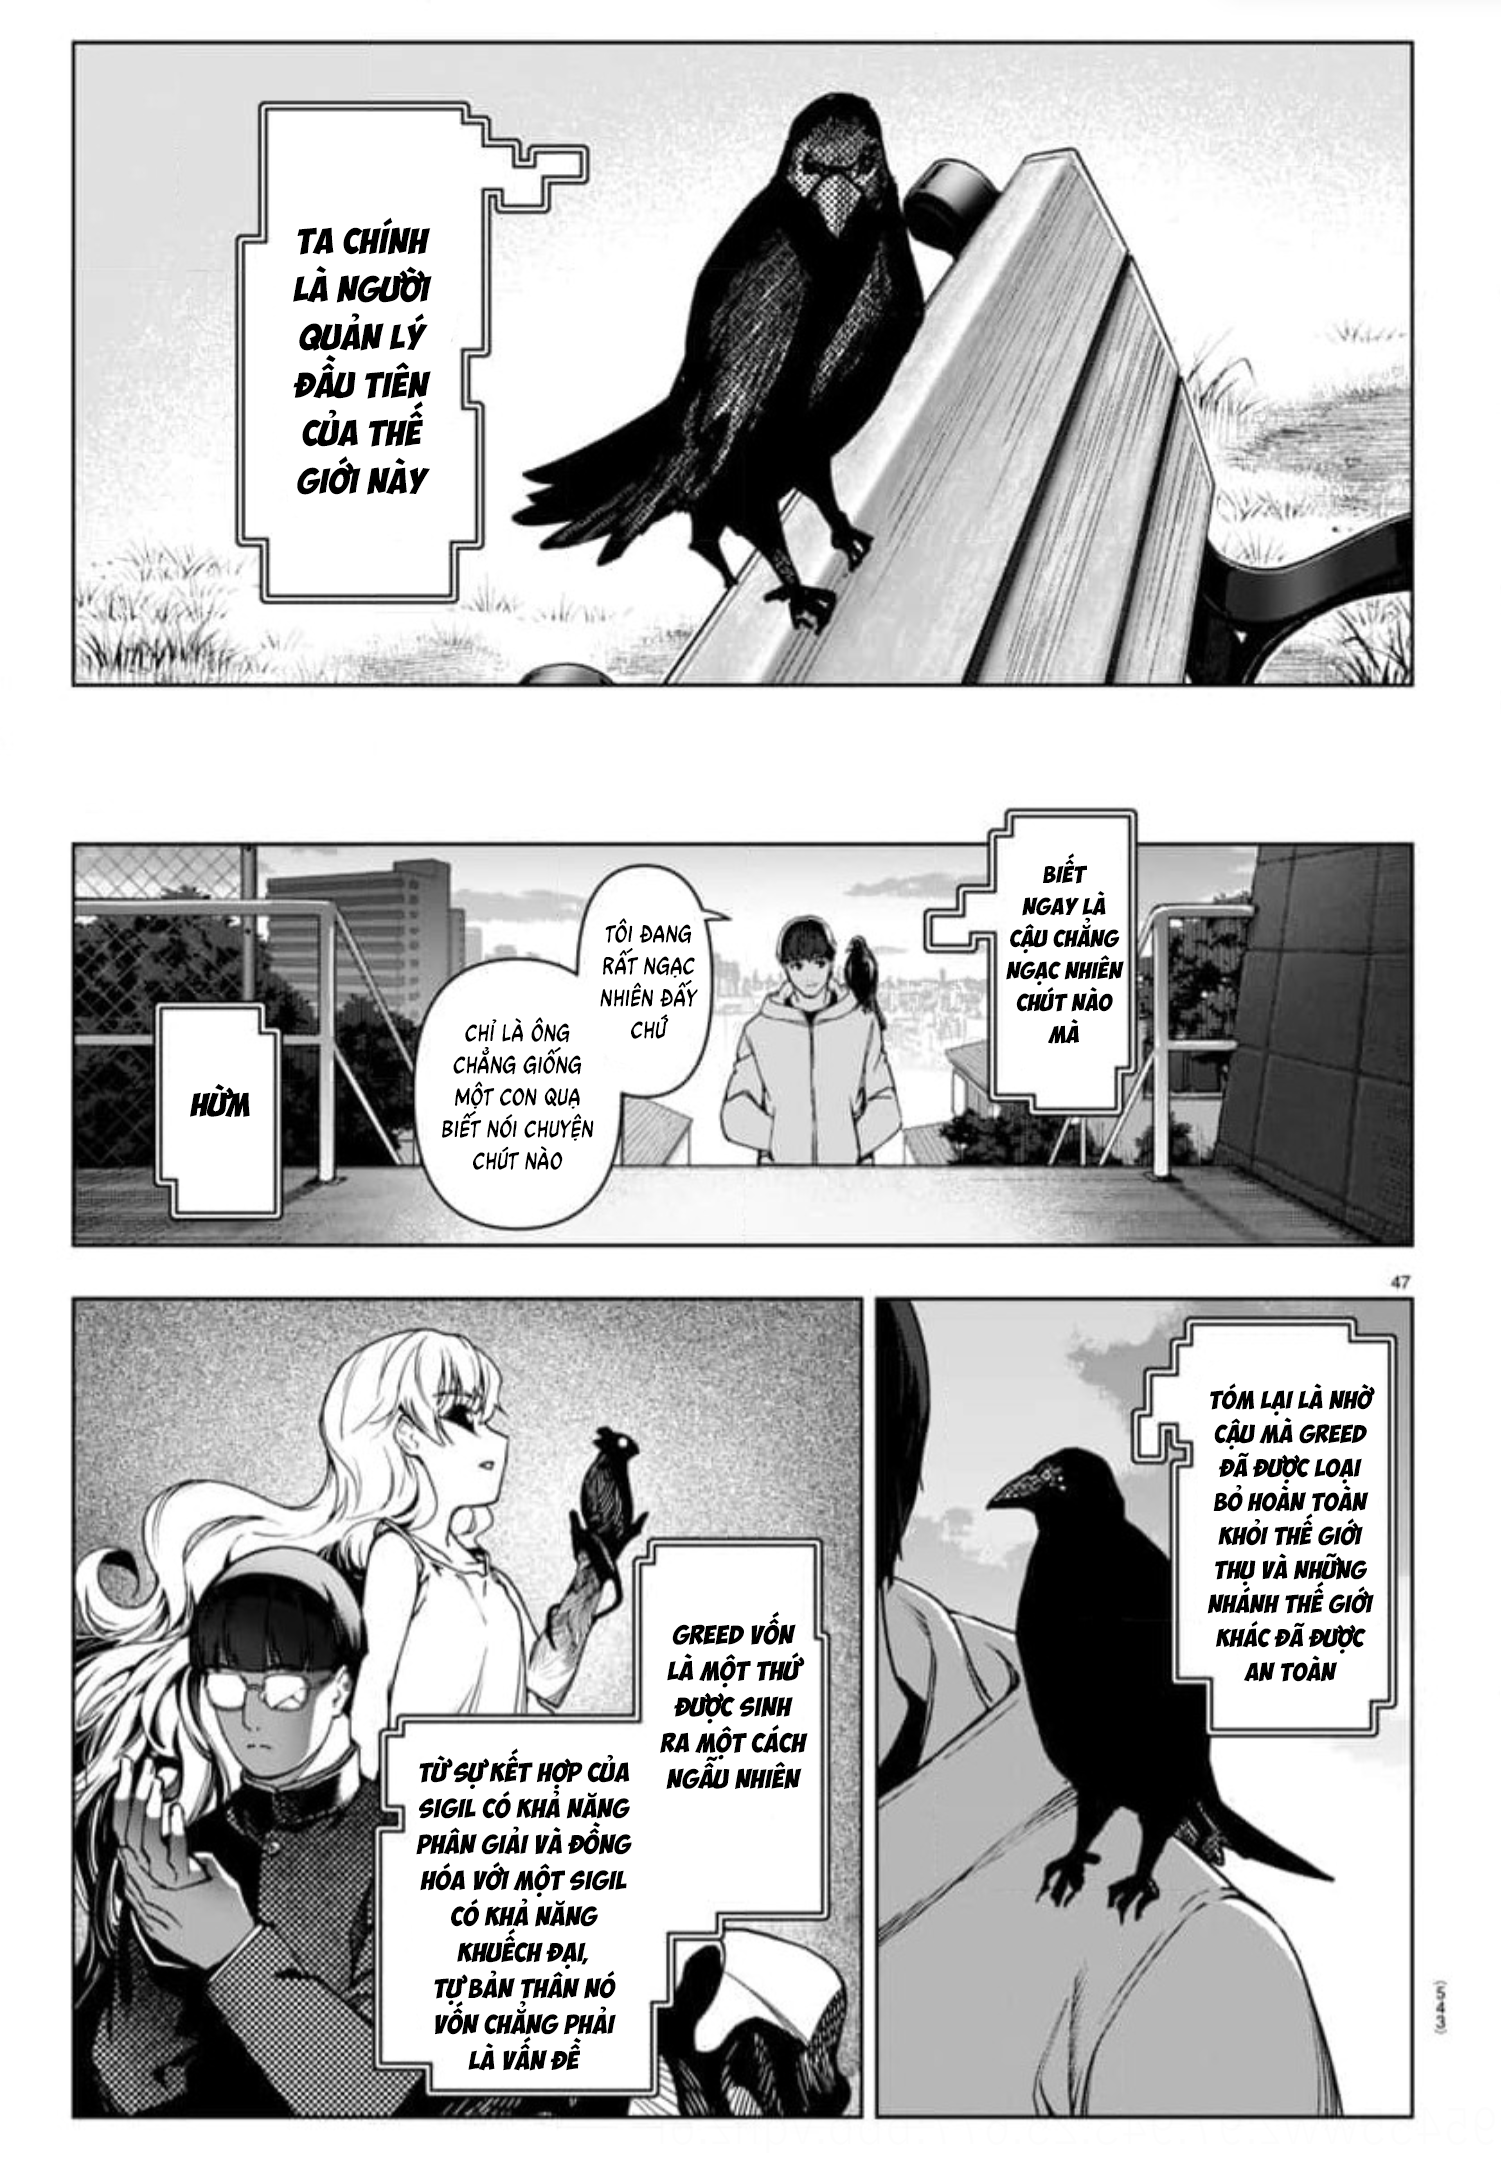 TA CHÍNH
LÀ NGƯỜI
QUẢN LÝ
ĐẦU TIÊN
CỦA THẾ
GIỚI NÀY
BIẾT
NGAY LÀ
CẬU CHẲNG
NGẠC NHIÊN
CHÚT NÀO
MÀ
TÔI ĐANG
RẤT NGẠC
NHIÊN ĐẤY
CHỨ
CHỈ LÀ ÔNG
CHẲNG GIỐNG
MỘT CON QUẠ
BIẾT NÓI CHUYỆN
CHÚT NÀO
HỪM
47
TÓM LẠI LÀ NHỜ
CẬU MÀ GREED
ĐÃ ĐƯỢC LOẠI
BỎ HOÀN TOÀN
KHỎI THẾ GIỚI
THỤ VÀ NHỮNG
NHÁNH THẾ GIỚI
KHÁC ĐÃ ĐƯỢC
AN TOÀN
GREED VỐN
LÀ MỘT THỨ
ĐƯỢC SINH
RA MỘT CÁCH
NGẪU NHIÊN
TỪ SỰ KẾT HỢP CỦA
SIGIL CÓ KHẢ NĂNG
PHÂN GIẢI VÀ ĐỒNG
HÓA VỚI MỘT SIGIL
CÓ KHẢ NĂNG
KHUẾCH ĐẠI,
TỰ BẢN THÂN NÓ
VỐN CHẲNG PHẢI
LÀ VẤN ĐỀ
(543)